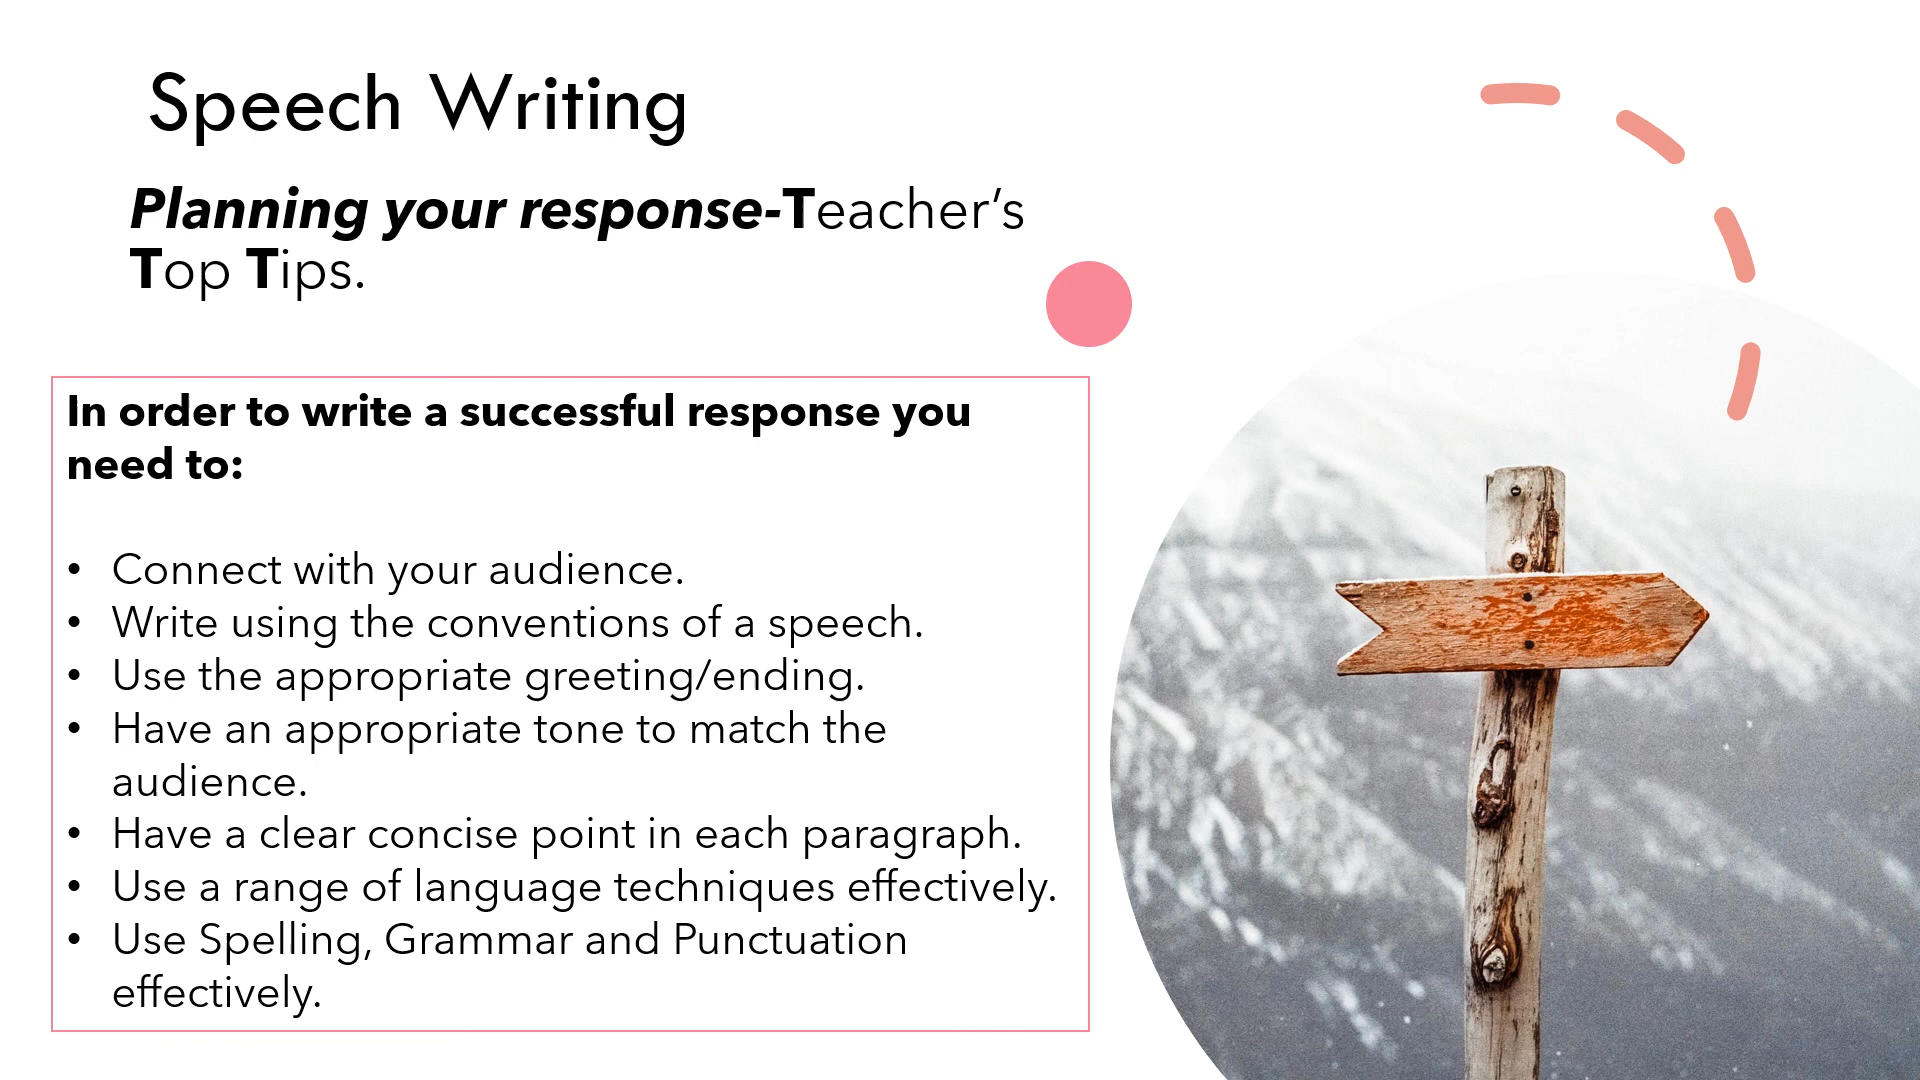 Speech Writing
Planning your response-Teacher’s
Top Tips.
In order to write a successful response you
need to:
• Connect with your audience.
• Write using the conventions of a speech.
• Use the appropriate greeting/ending.
• Have an appropriate tone to match the
audience.
• Have a clear concise point in each paragraph.
• Use a range of language techniques effectively.
• Use Spelling, Grammar and Punctuation
effectively.